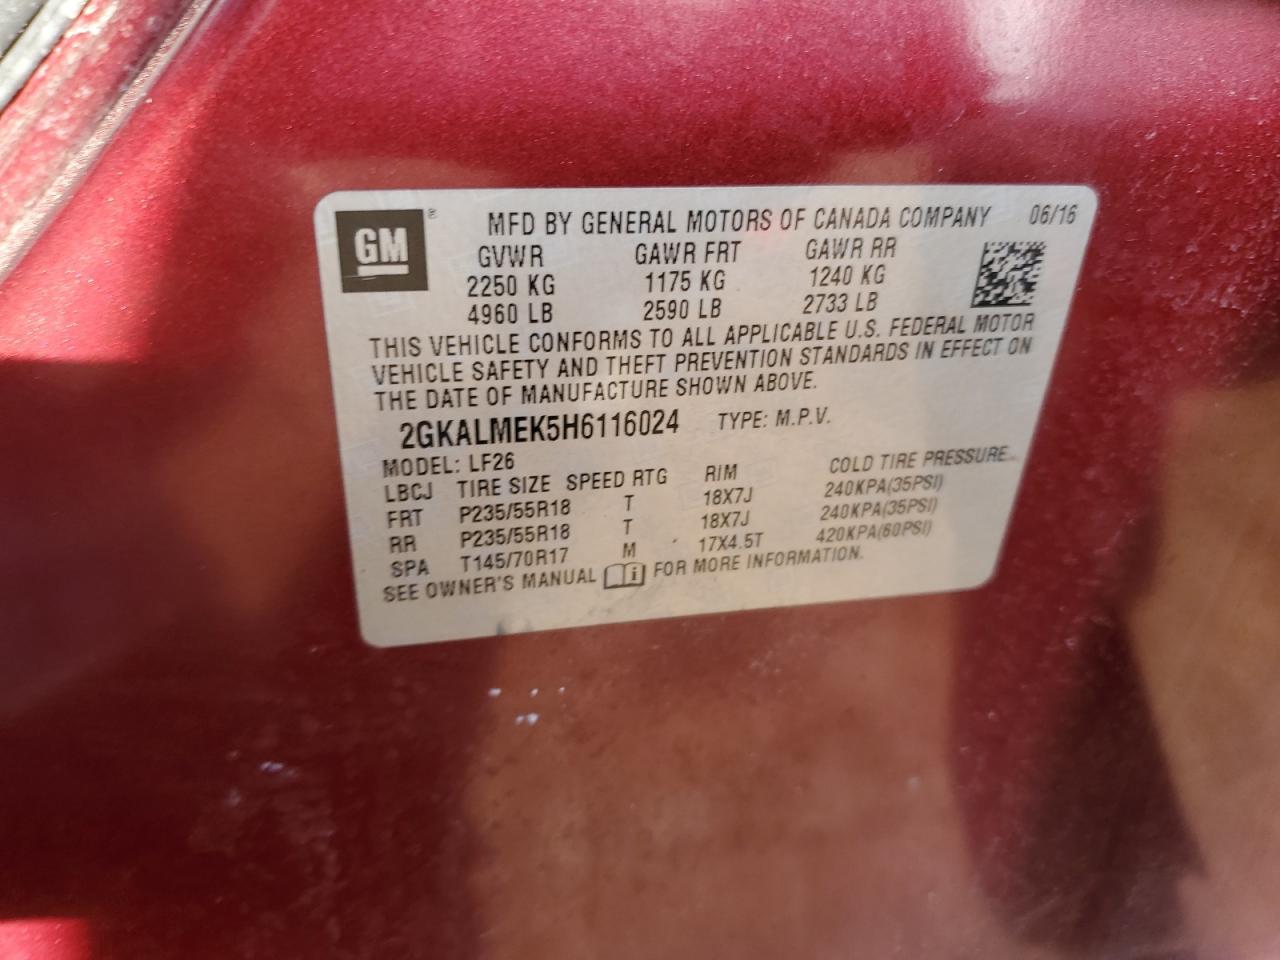 GM ® MFD BY GENERAL MOTORS OF CANADA COMPANY 06/16
GVWR GAWR FRT GAWR RR
2250 KG 1175 KG 1240 KG
4960 LB 2590 LB 2733 LB
THIS VEHICLE CONFORMS TO ALL APPLICABLE U.S. FEDERAL MOTOR
VEHICLE SAFETY AND THEFT PREVENTION STANDARDS IN EFFECT ON
THE DATE OF MANUFACTURE SHOWN ABOVE.
2GKALMEK5H6116024 TYPE: M.P.V.
MODEL: LF26
LBCJ TIRE SIZE SPEED RTG RIM COLD TIRE PRESSURE
FRT P235/55R18 T 18X7J 240KPA(35PSI)
RR P235/55R18 T 18X7J 240KPA(35PSI)
SPA T145/70R17 M 17X4.5T 420KPA(60PSI)
SEE OWNER'S MANUAL i FOR MORE INFORMATION.